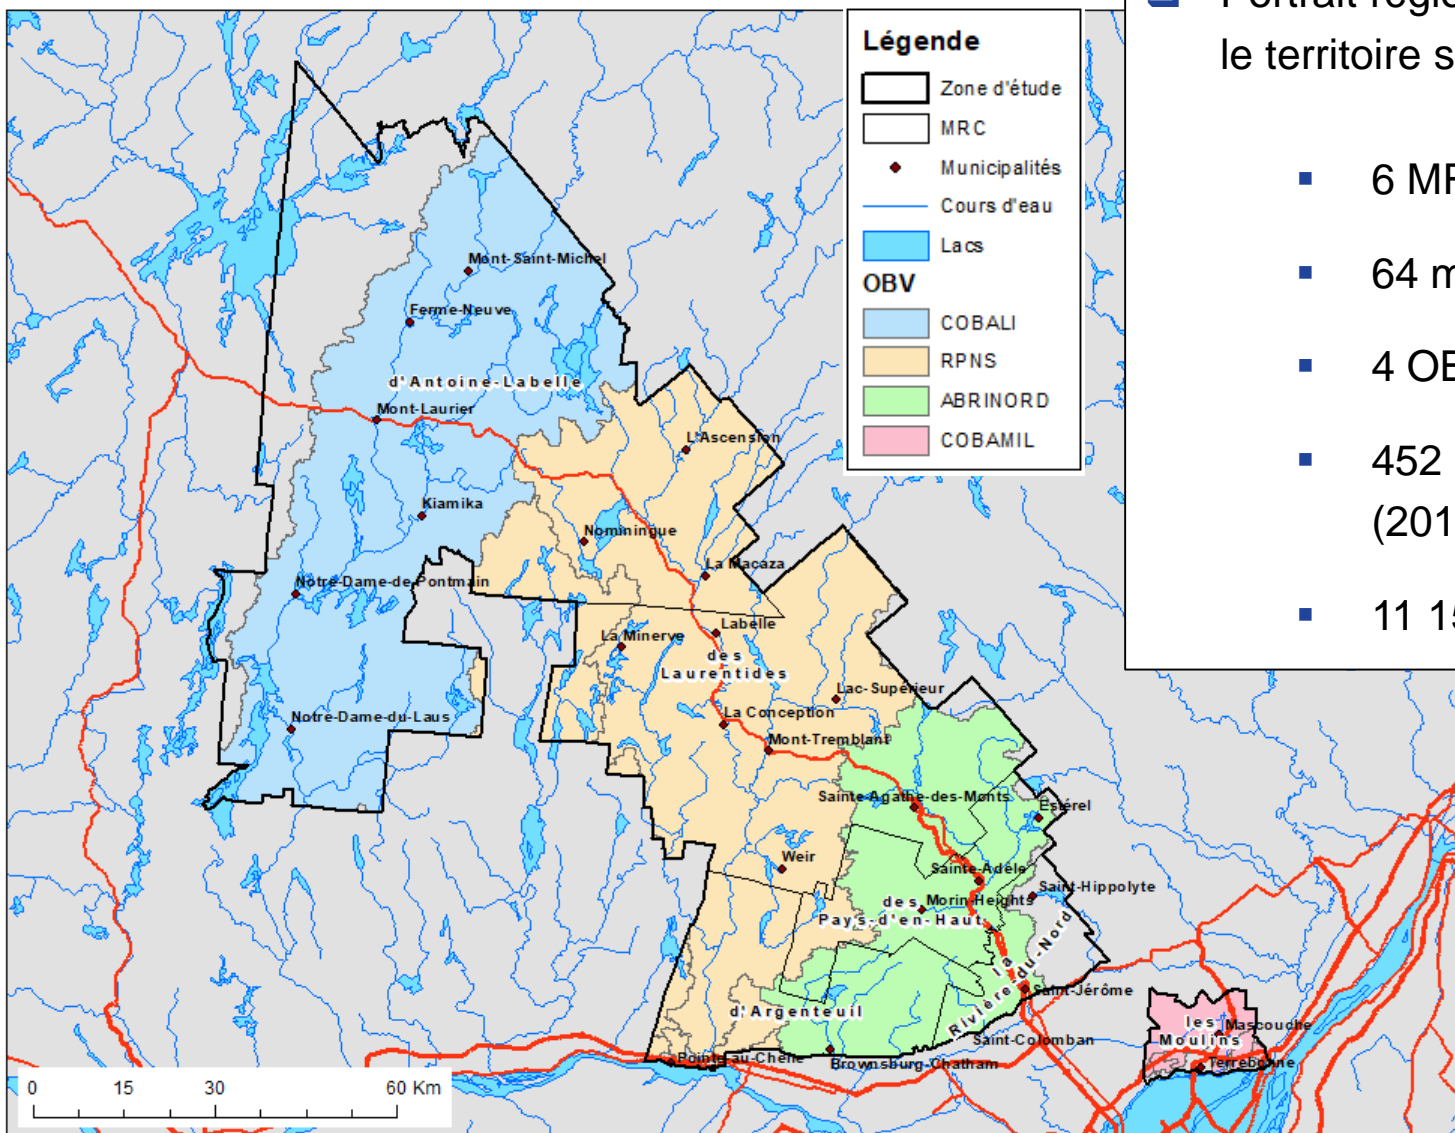 Légende
Zone d'étude
MRC
Municipalités
Cours d'eau
Lacs
OBV
COBALI
RPNS
ABRINORD
COBAMIL
le territoire s
6
64
4
452
(201
11 15
Mont-Saint-Michel
Ferme-Neuve
d'Antoine-Labelle
Mont-Laurier
L'Ascension
Kiamika
Nominingue
La Macaza
Notre-Dame-de-Pontmain
Labelle
La Minerve
des
Laurentides
Lac-Supérieur
La Conception
Notre-Dame-du-Laus
Mont-Tremblant
Sainte-Agathe-des-Monts
Estérel
Weir
Sainte-Adèle
Saint-Hippolyte
des
Morin-Heights
Pays-d'en-Haut
la
Rivière-du-Nord
Saint-Jérôme
d'Argenteuil
les
Moulins
Mascouche
Saint-Colomban
Pointe-au-Chêne
Brownsburg-Chatham
Terrebonne
0 15 30 60 Km